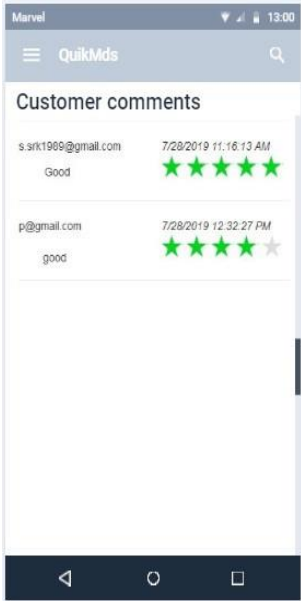 Marvel 13:00
QuikMds
Customer comments
s.srk1989@gmail.com 7/28/2019 11.16.13 AM
Good
p@gmail.com 7/28/2019 12:32:27 PM
good